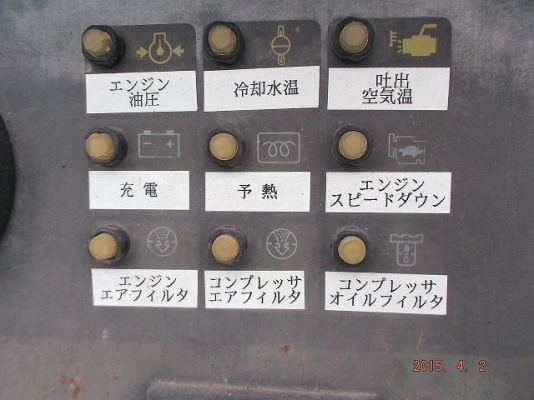 エンジン
油圧
冷却水温
吐出
空気温
充電
予熱
エンジン
スピードダウン
エンジン
エアフィルタ
コンプレッサ
エアフィルタ
コンプレッサ
オイルフィルタ
2015. 4. 2